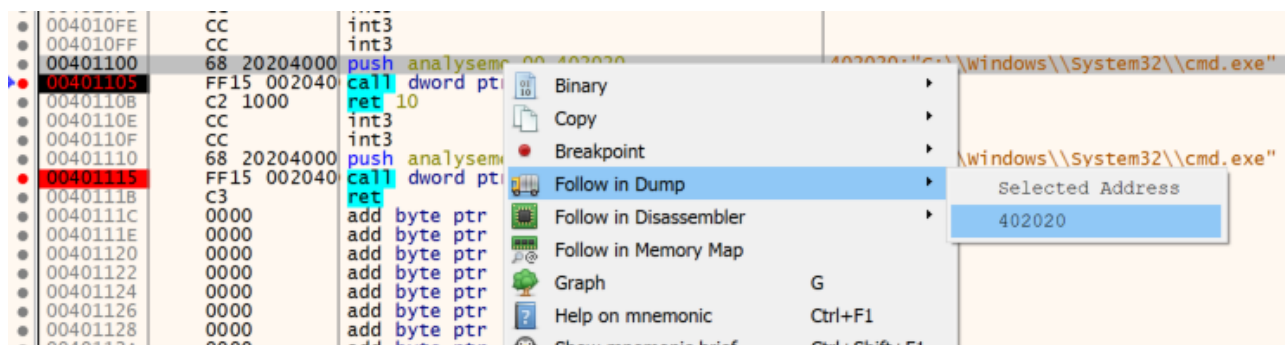 004010FE CC int3
004010FF CC int3
00401100 68 20204000 push 402020:"C:\\Windows\\System32\\cmd.exe"
00401105 FF15 002040 call dword ptr
0040110B C2 1000 ret 10
0040110E CC int3
0040110F CC int3
00401110 68 20204000 push analyseme \Windows\\System32\\cmd.exe"
00401115 FF15 002040 call dword ptr
0040111B C3 ret
0040111C 0000 add byte ptr
0040111E 0000 add byte ptr
00401120 0000 add byte ptr
00401122 0000 add byte ptr
00401124 0000 add byte ptr
00401126 0000 add byte ptr
00401128 0000 add byte ptr
Binary
Copy
Breakpoint
Follow in Dump
Follow in Disassembler
Follow in Memory Map
Graph G
Help on mnemonic Ctrl+F1
Selected Address
402020